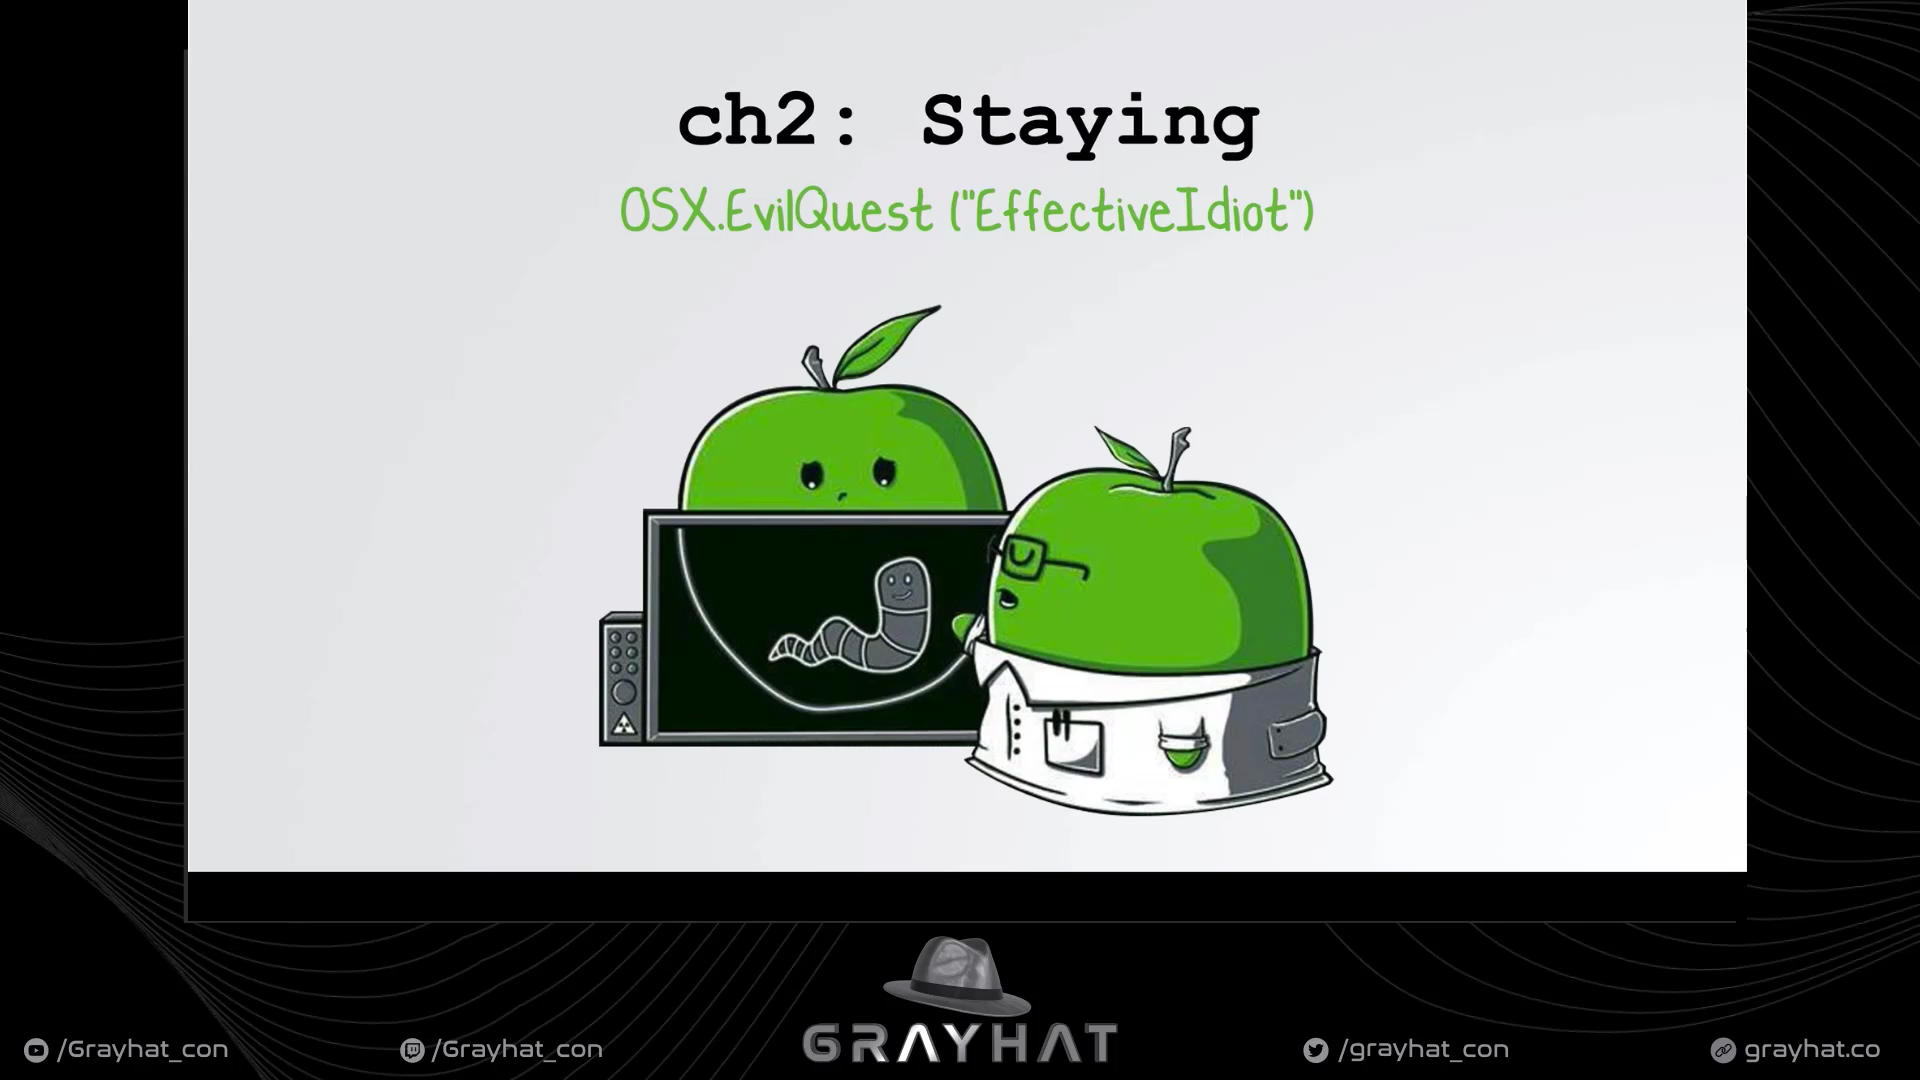 ch2: Staying
OSX.EvilQuest ("EffectiveIdiot")
GRAYHAT
/Grayhat_con
/Grayhat_con
/grayhat_con
grayhat.co